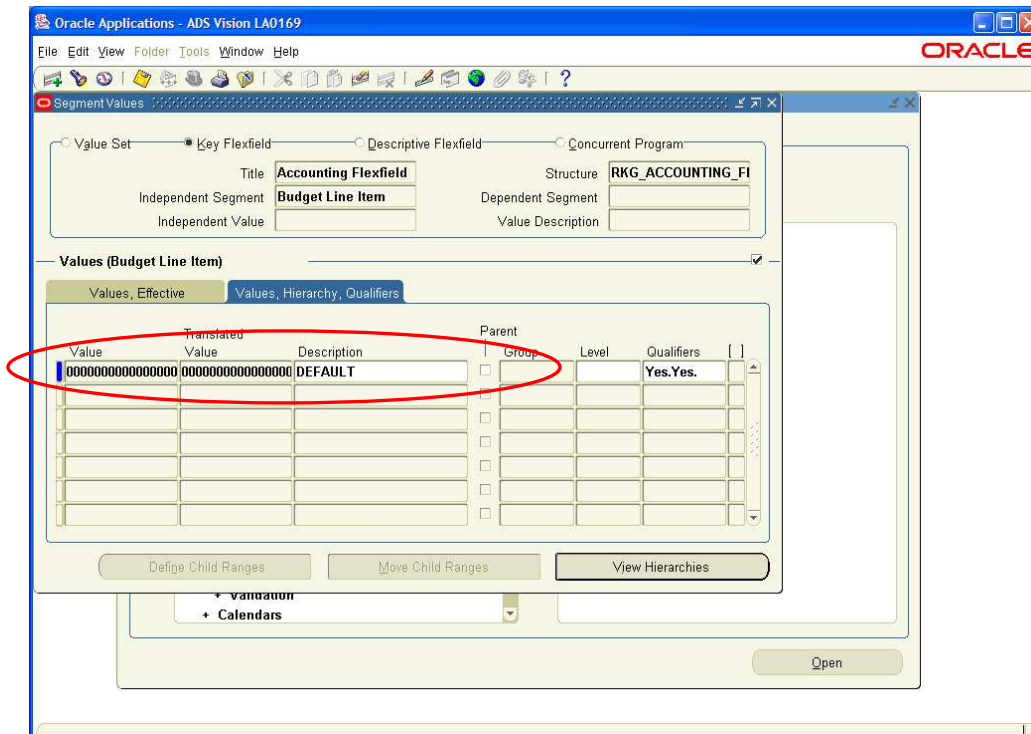 Oracle Applications - ADS Vision LA0169
File Edit View Folder Tools Window Help
ORACLE
Segment Values
Value Set Key Flexfield Descriptive Flexfield Concurrent Program
Title Accounting Flexfield Structure RKG_ACCOUNTING_FI
Independent Segment Budget Line Item Dependent Segment
Independent Value Value Description
Values (Budget Line Item)
Values, Effective Values, Hierarchy, Qualifiers
Translated Parent
Value Value Description Group Level Qualifiers [ ]
0000000000000000 0000000000000000 DEFAULT Yes.Yes.
Define Child Ranges Move Child Ranges View Hierarchies
+ Validation
+ Calendars
Open